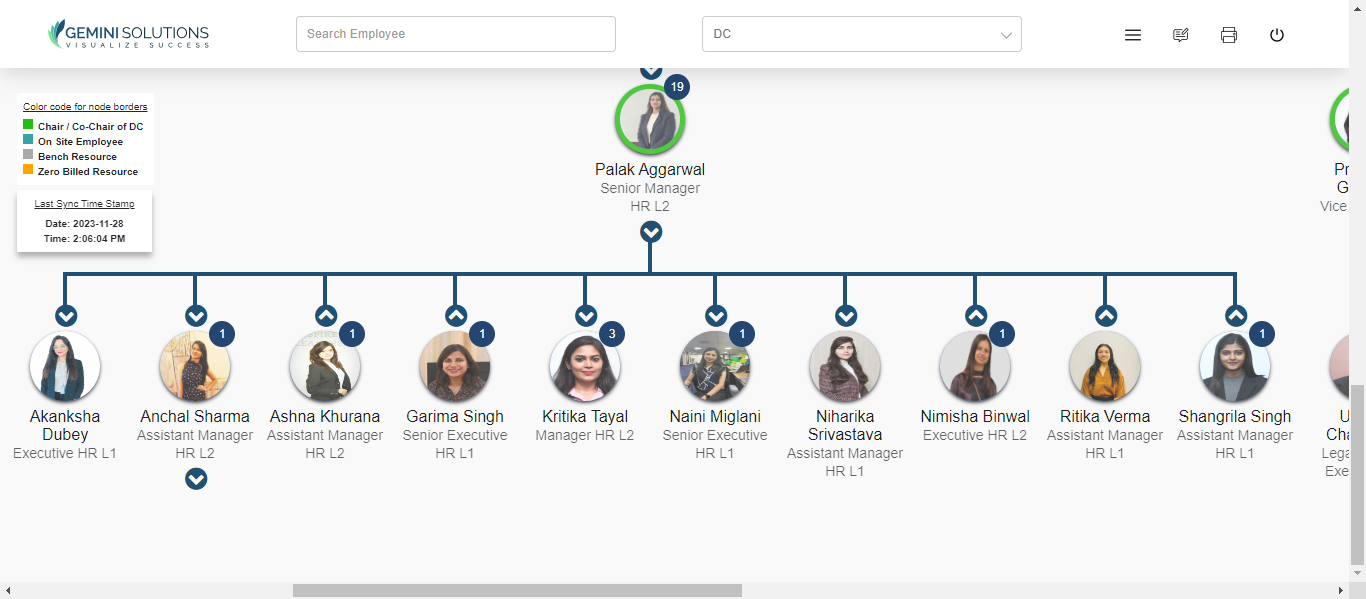 GEMINI SOLUTIONS
VISUALIZE SUCCESS
Search Employee
DC
Color code for node borders
Chair / Co-Chair of DC
On Site Employee
Bench Resource
Zero Billed Resource
Last Sync Time Stamp
Date: 2023-11-28
Time: 2:06:04 PM
19
Palak Aggarwal
Senior Manager
HR L2
Pr
G
Vice
Akanksha
Dubey
Executive HR L1
1
Anchal Sharma
Assistant Manager
HR L2
1
Ashna Khurana
Assistant Manager
HR L2
1
Garima Singh
Senior Executive
HR L1
3
Kritika Tayal
Manager HR L2
1
Naini Miglani
Senior Executive
HR L1
Niharika
Srivastava
Assistant Manager
HR L1
1
Nimisha Binwal
Executive HR L2
Ritika Verma
Assistant Manager
HR L1
1
Shangrila Singh
Assistant Manager
HR L1
U
Cha
Lega
Exe